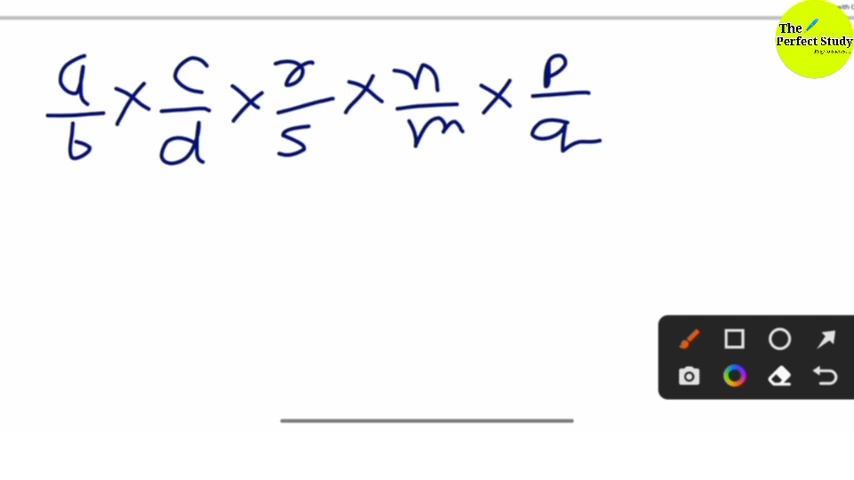 The
Perfect Study
a/b × c/d × r/s × n/m × p/q